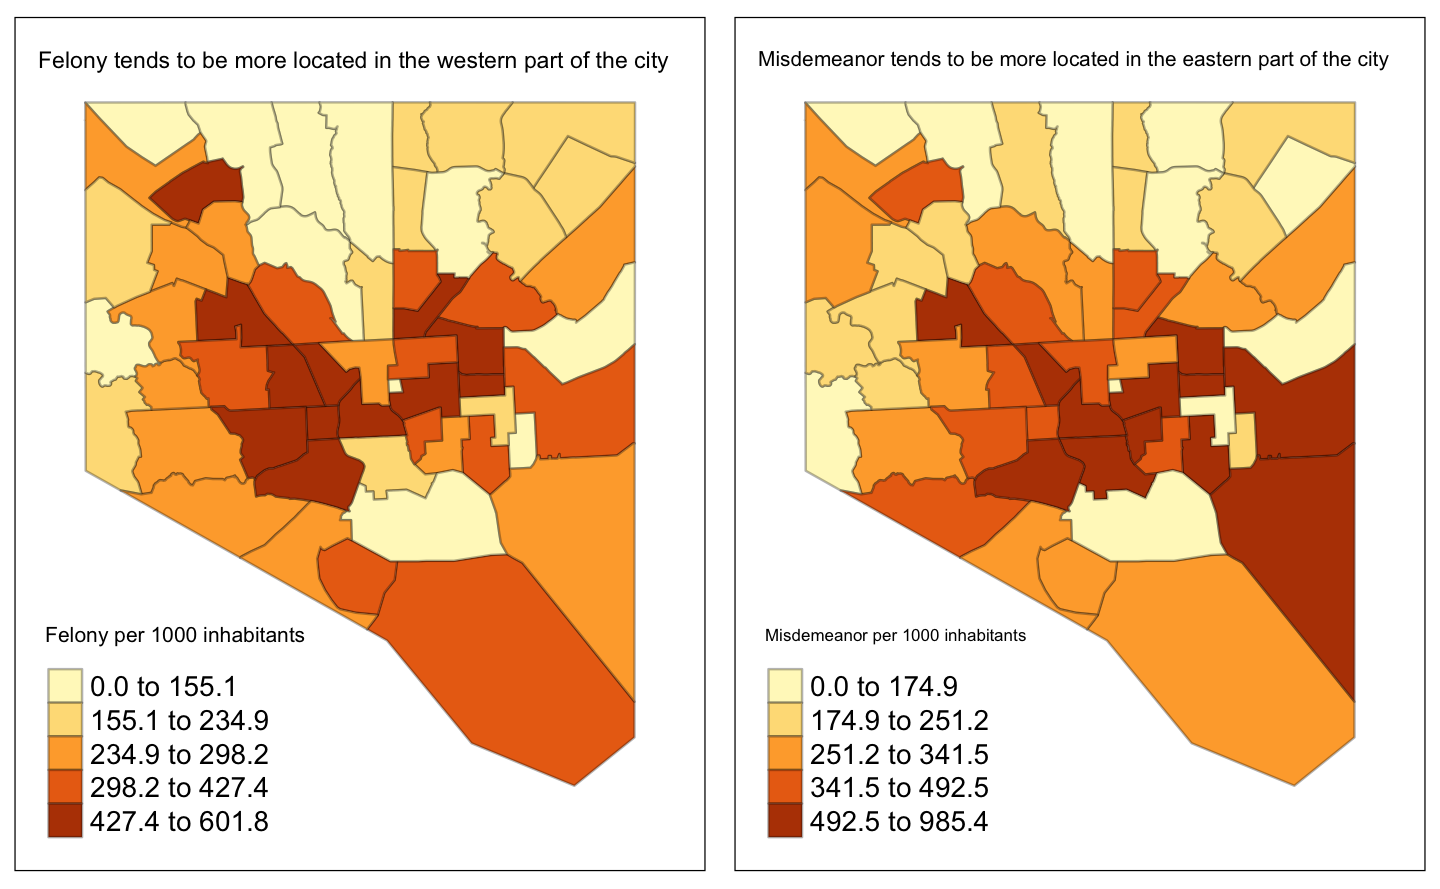 Felony tends to be more located in the western part of the city
Felony per 1000 inhabitants
0.0 to 155.1
155.1 to 234.9
234.9 to 298.2
298.2 to 427.4
427.4 to 601.8
Misdemeanor tends to be more located in the eastern part of the city
Misdemeanor per 1000 inhabitants
0.0 to 174.9
174.9 to 251.2
251.2 to 341.5
341.5 to 492.5
492.5 to 985.4